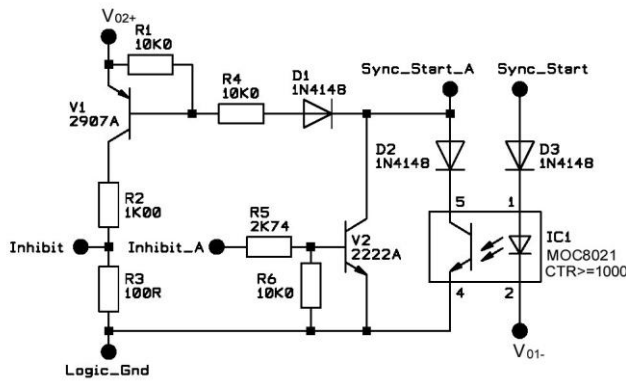 V02+
R1
10K0
Sync_Start_A
Sync_Start
R4
10K0
D1
1N4148
V1
2907A
D2
1N4148
D3
1N4148
R2
1K00
5
1
R5
2K74
Inhibit
Inhibit_A
V2
2222A
IC1
MOC8021
CTR>=1000
R3
100R
R6
10K0
4
2
Logic_Gnd
V01-